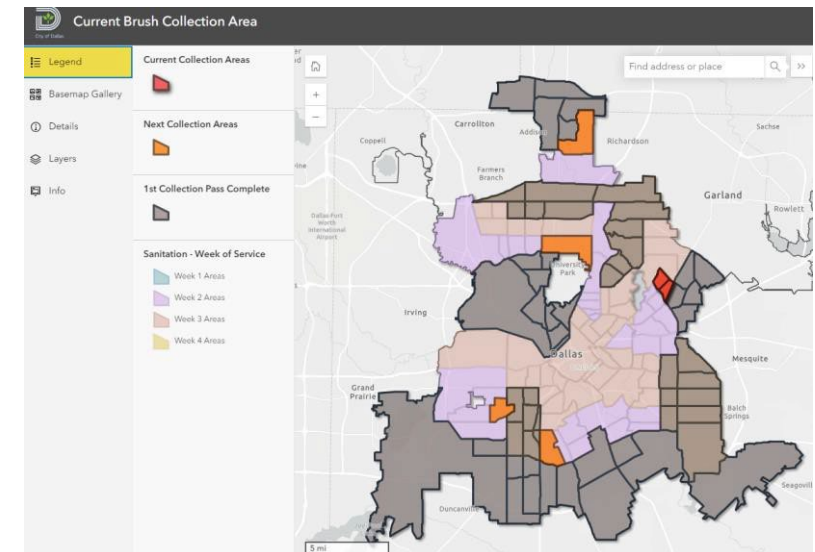 Current Brush Collection Area
City of Dallas
Legend
Basemap Gallery
Details
Layers
Info
Current Collection Areas
Next Collection Areas
1st Collection Pass Complete
Sanitation - Week of Service
Week 1 Areas
Week 2 Areas
Week 3 Areas
Week 4 Areas
Find address or place
+
−
Carrollton
Addison
Coppell
Richardson
Sachse
Farmers
Branch
Garland
Rowlett
Dallas Fort
Worth
International
Airport
University
Park
Irving
Dallas
Mesquite
Grand
Prairie
Balch
Springs
Seagoville
Duncanville
5 mi